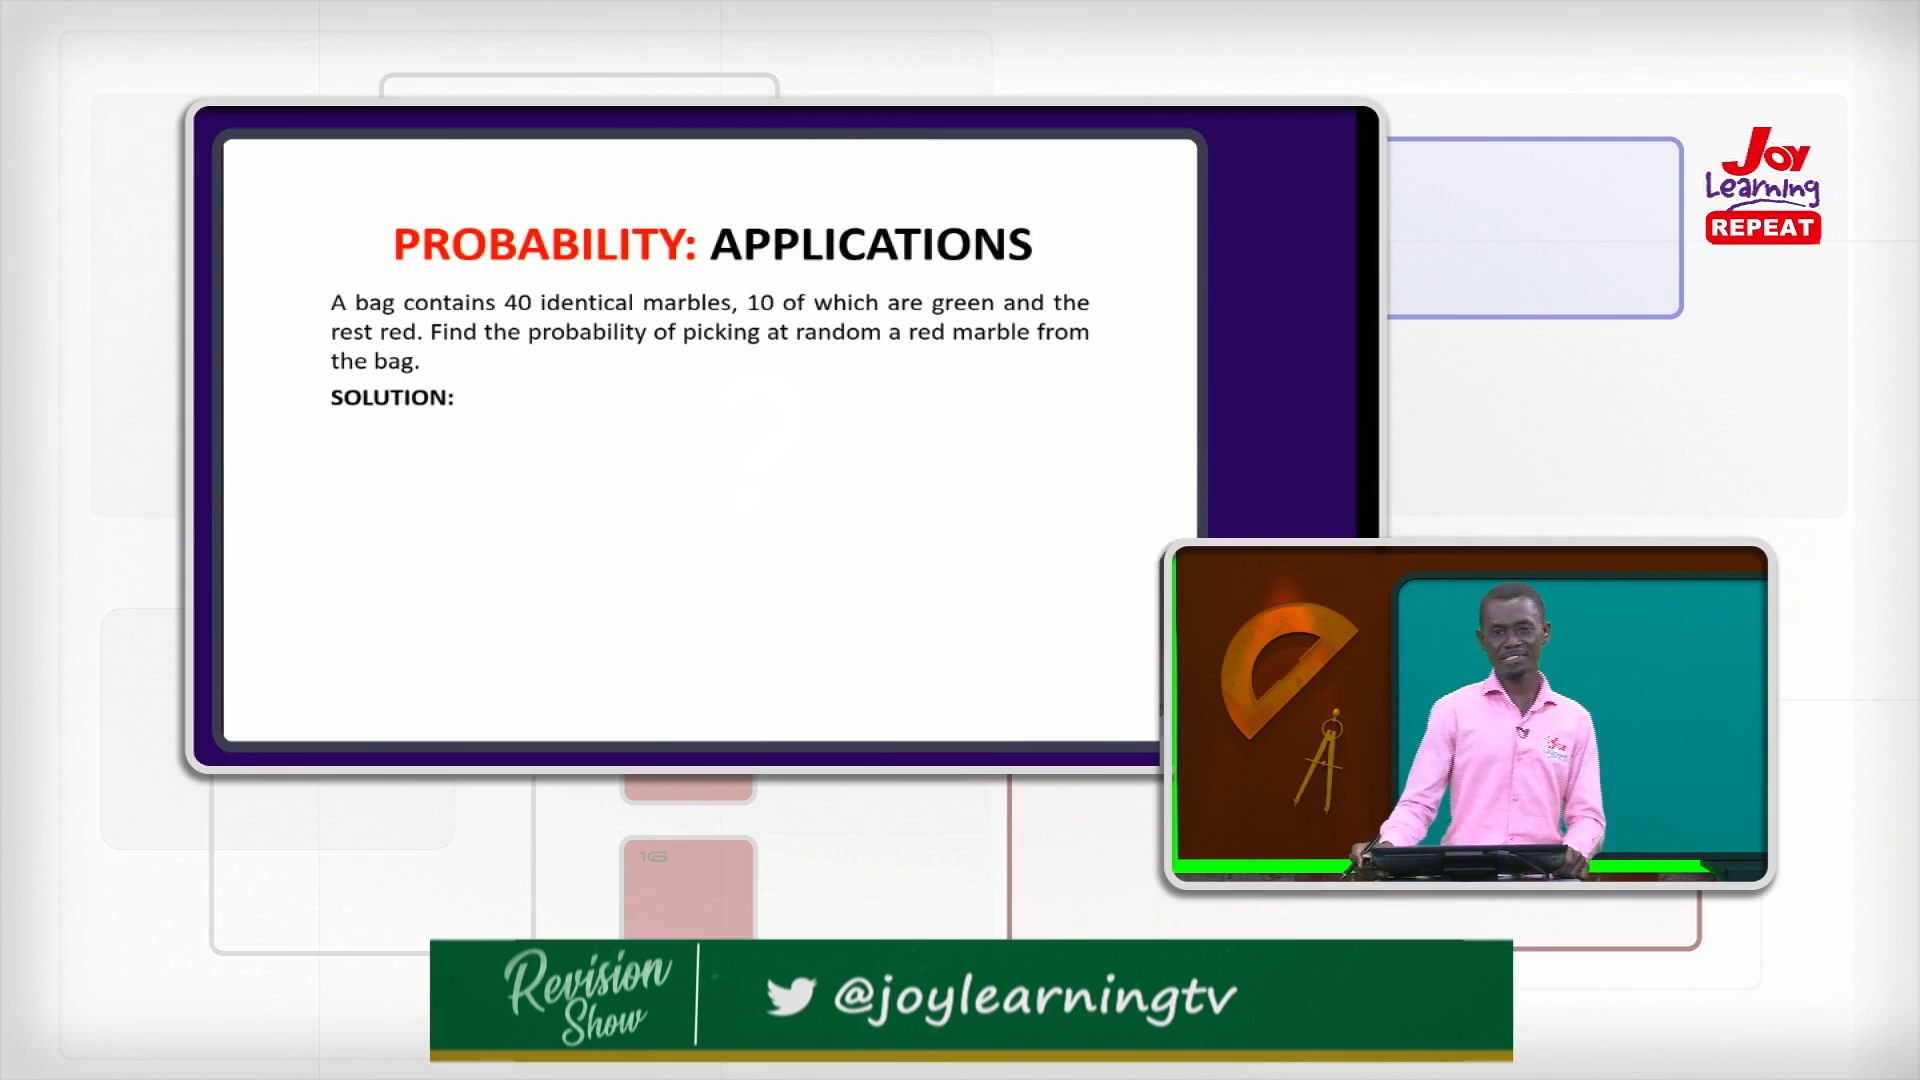 PROBABILITY: APPLICATIONS
A bag contains 40 identical marbles, 10 of which are green and the
rest red. Find the probability of picking at random a red marble from
the bag.
SOLUTION:
Joy
Learning
REPEAT
16
Revision
Show
@joylearningtv